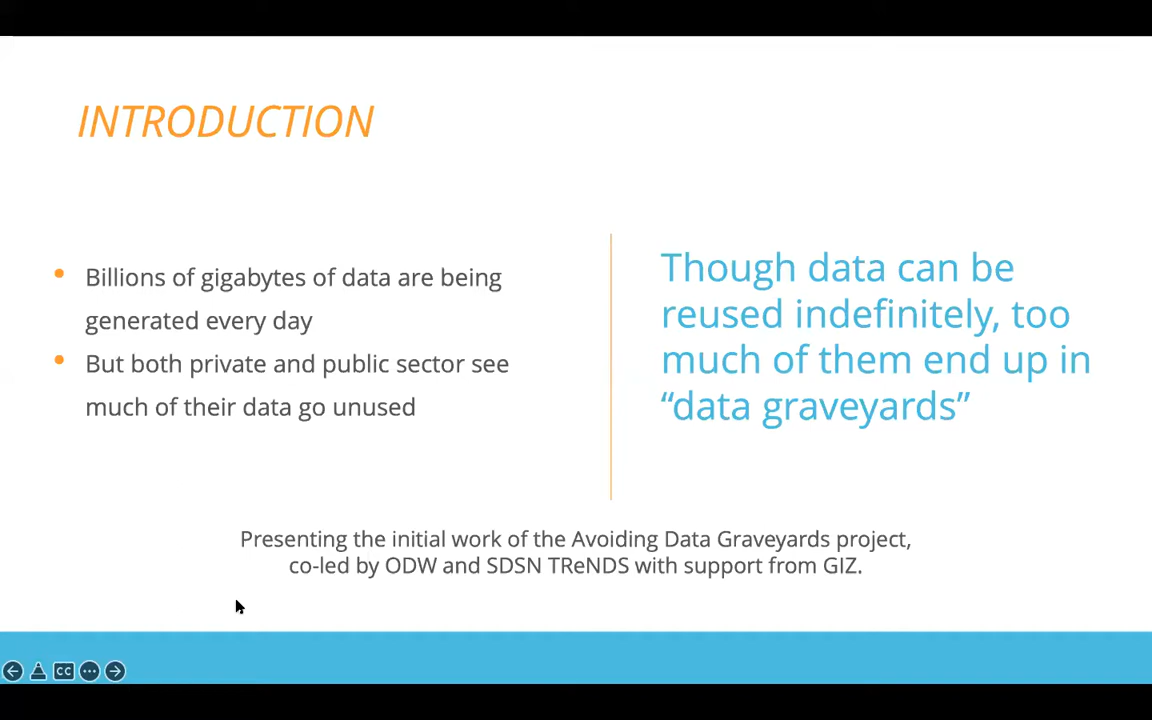 INTRODUCTION
• Billions of gigabytes of data are being
generated every day
• But both private and public sector see
much of their data go unused
Though data can be
reused indefinitely, too
much of them end up in
“data graveyards”
Presenting the initial work of the Avoiding Data Graveyards project,
co-led by ODW and SDSN TReNDS with support from GIZ.
CC